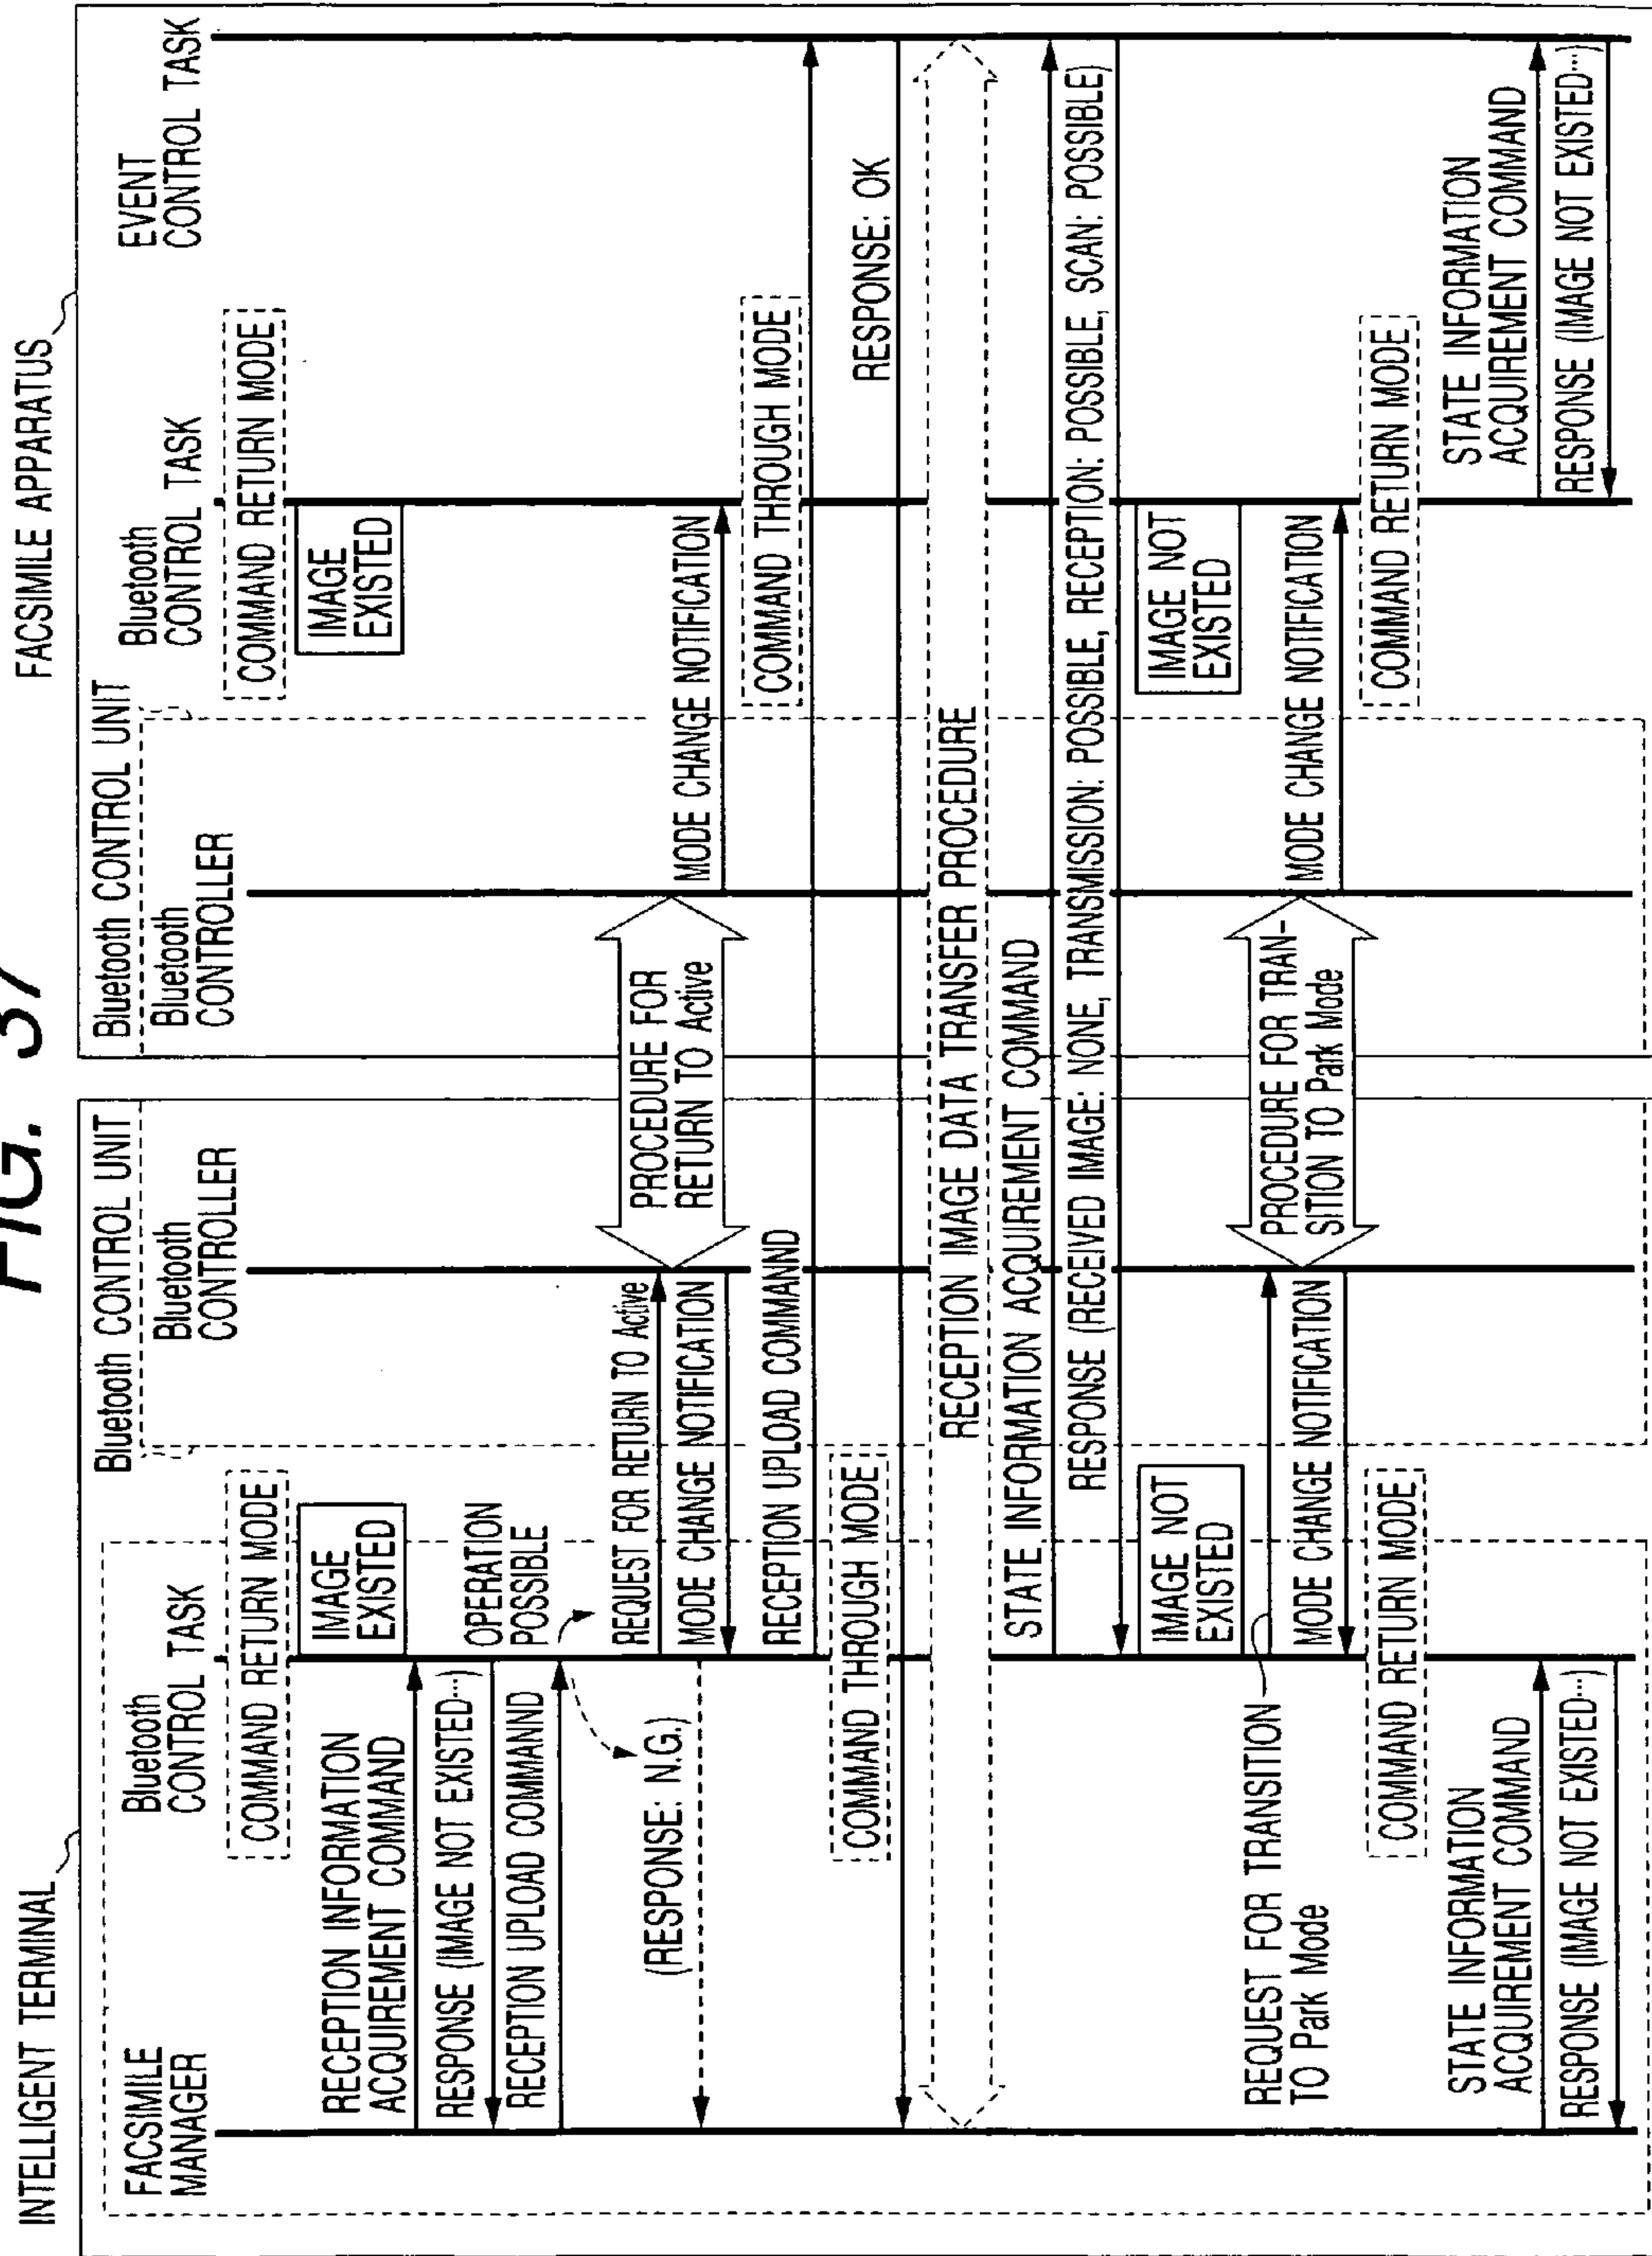 FIG. 37
INTELLIGENT TERMINAL
FACSIMILE APPARATUS
Bluetooth CONTROL UNIT
Bluetooth CONTROL UNIT
FACSIMILE
MANAGER
Bluetooth
CONTROL TASK
Bluetooth
CONTROLLER
Bluetooth
CONTROLLER
Bluetooth
CONTROL TASK
EVENT
CONTROL TASK
COMMAND RETURN MODE
COMMAND RETURN MODE
IMAGE
EXISTED
IMAGE
EXISTED
RECEPTION INFORMATION
ACQUIREMENT COMMAND
RESPONSE (IMAGE NOT EXISTED···)
RECEPTION UPLOAD COMMANND
OPERATION
POSSIBLE
REQUEST FOR RETURN TO Active
PROCEDURE FOR
RETURN TO Active
(RESPONSE: N.G.)
MODE CHANGE NOTIFICATION
MODE CHANGE NOTIFICATION
RECEPTION UPLOAD COMMANND
COMMAND THROUGH MODE
COMMAND THROUGH MODE
RESPONSE: OK
RECEPTION IMAGE DATA TRANSFER PROCEDURE
STATE INFORMATION ACQUIREMENT COMMAND
RESPONSE (RECEIVED IMAGE: NONE, TRANSMISSION: POSSIBLE, RECEPTION: POSSIBLE, SCAN: POSSIBLE)
IMAGE NOT
EXISTED
IMAGE NOT
EXISTED
REQUEST FOR TRANSITION
TO Park Mode
PROCEDURE FOR TRAN-
SITION TO Park Mode
MODE CHANGE NOTIFICATION
MODE CHANGE NOTIFICATION
COMMAND RETURN MODE
COMMAND RETURN MODE
STATE INFORMATION
ACQUIREMENT COMMAND
RESPONSE (IMAGE NOT EXISTED···)
STATE INFORMATION
ACQUIREMENT COMMAND
RESPONSE (IMAGE NOT EXISTED···)